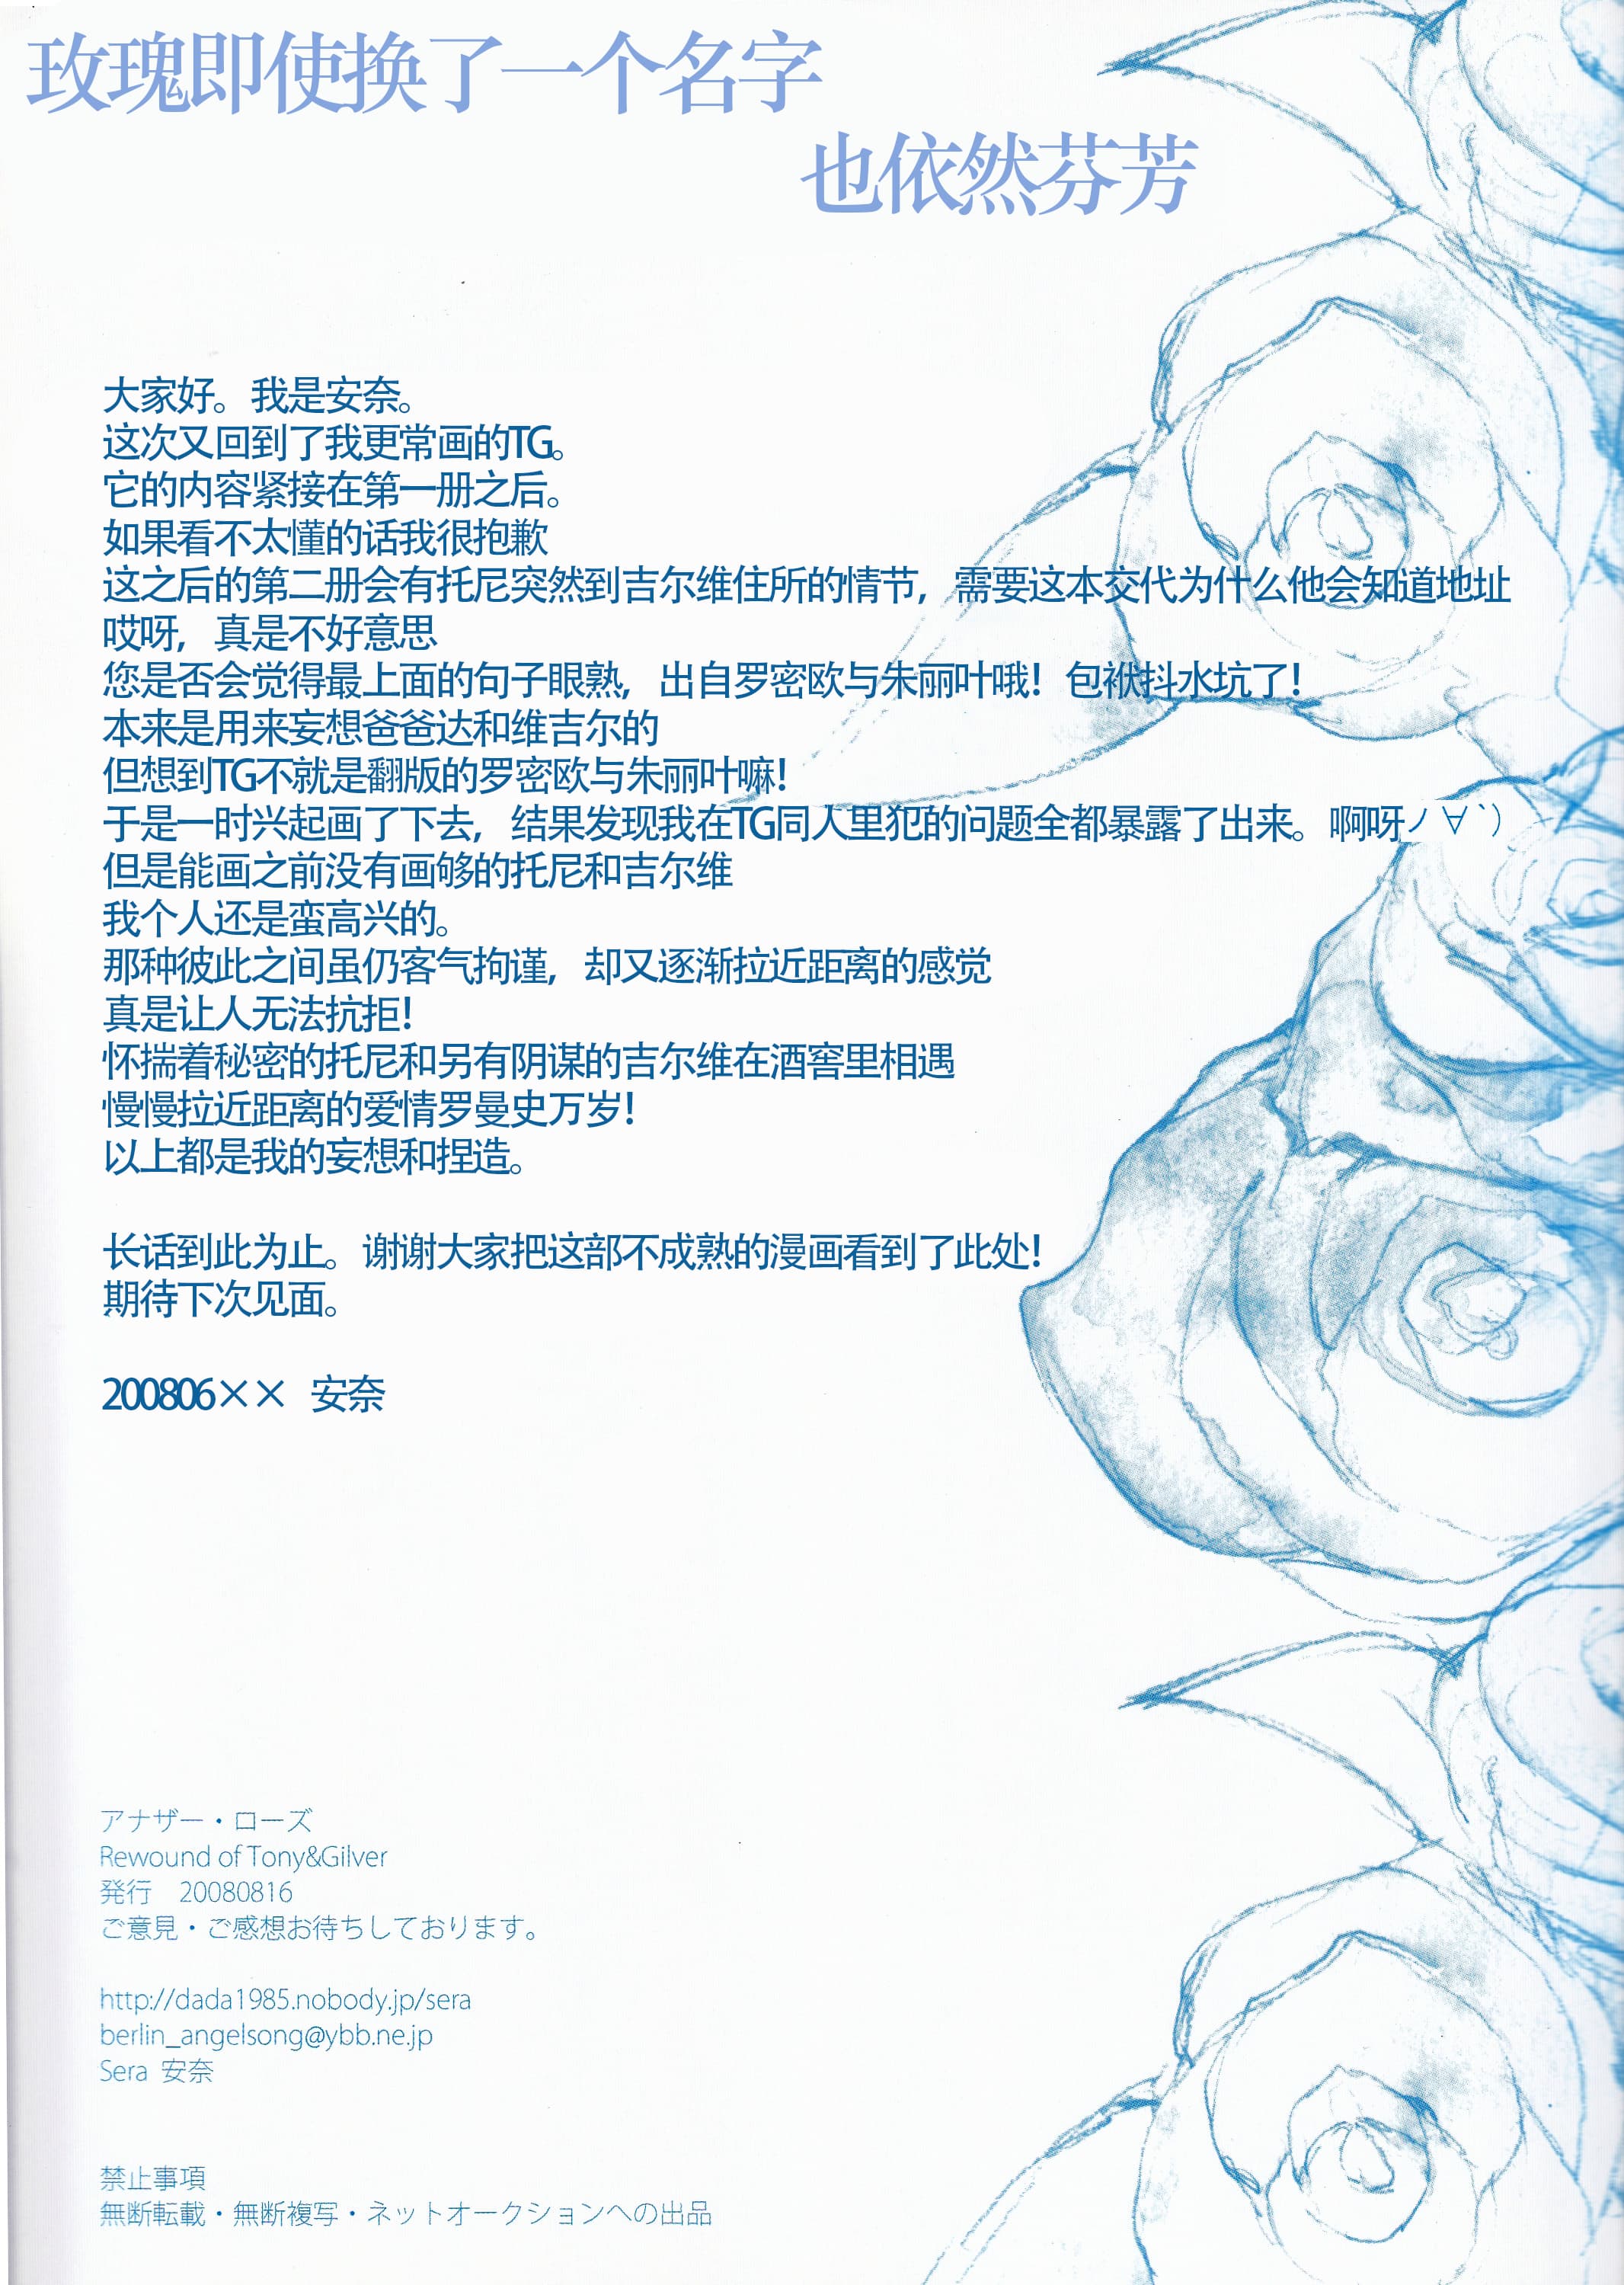 玫瑰即使换了一个名字
也依然芬芳
大家好。我是安奈。
这次又回到了我更常画的TG。
它的内容紧接在第一册之后。
如果看不太懂的话我很抱歉
这之后的第二册会有托尼突然到吉尔维住所的情节，需要这本交代为什么他会知道地址
哎呀，真是不好意思
您是否会觉得最上面的句子眼熟，出自罗密欧与朱丽叶哦！包袱抖水坑了！
本来是用来妄想爸爸达和维吉尔的
但想到TG不就是翻版的罗密欧与朱丽叶嘛！
于是一时兴起画了下去，结果发现我在TG同人里犯的问题全都暴露了出来。啊呀ノ∀`）
但是能画之前没有画够的托尼和吉尔维
我个人还是蛮高兴的。
那种彼此之间虽仍客气拘谨，却又逐渐拉近距离的感觉
真是让人无法抗拒！
怀揣着秘密的托尼和另有阴谋的吉尔维在酒窖里相遇
慢慢拉近距离的爱情罗曼史万岁！
以上都是我的妄想和捏造。
长话到此为止。谢谢大家把这部不成熟的漫画看到了此处！
期待下次见面。
200806×× 安奈
アナザー・ローズ
Rewound of Tony&Gilver
発行　20080816
ご意見・ご感想お待ちしております。
http://dada1985.nobody.jp/sera
berlin_angelsong@ybb.ne.jp
Sera 安奈
禁止事項
無断転載・無断複写・ネットオークションへの出品